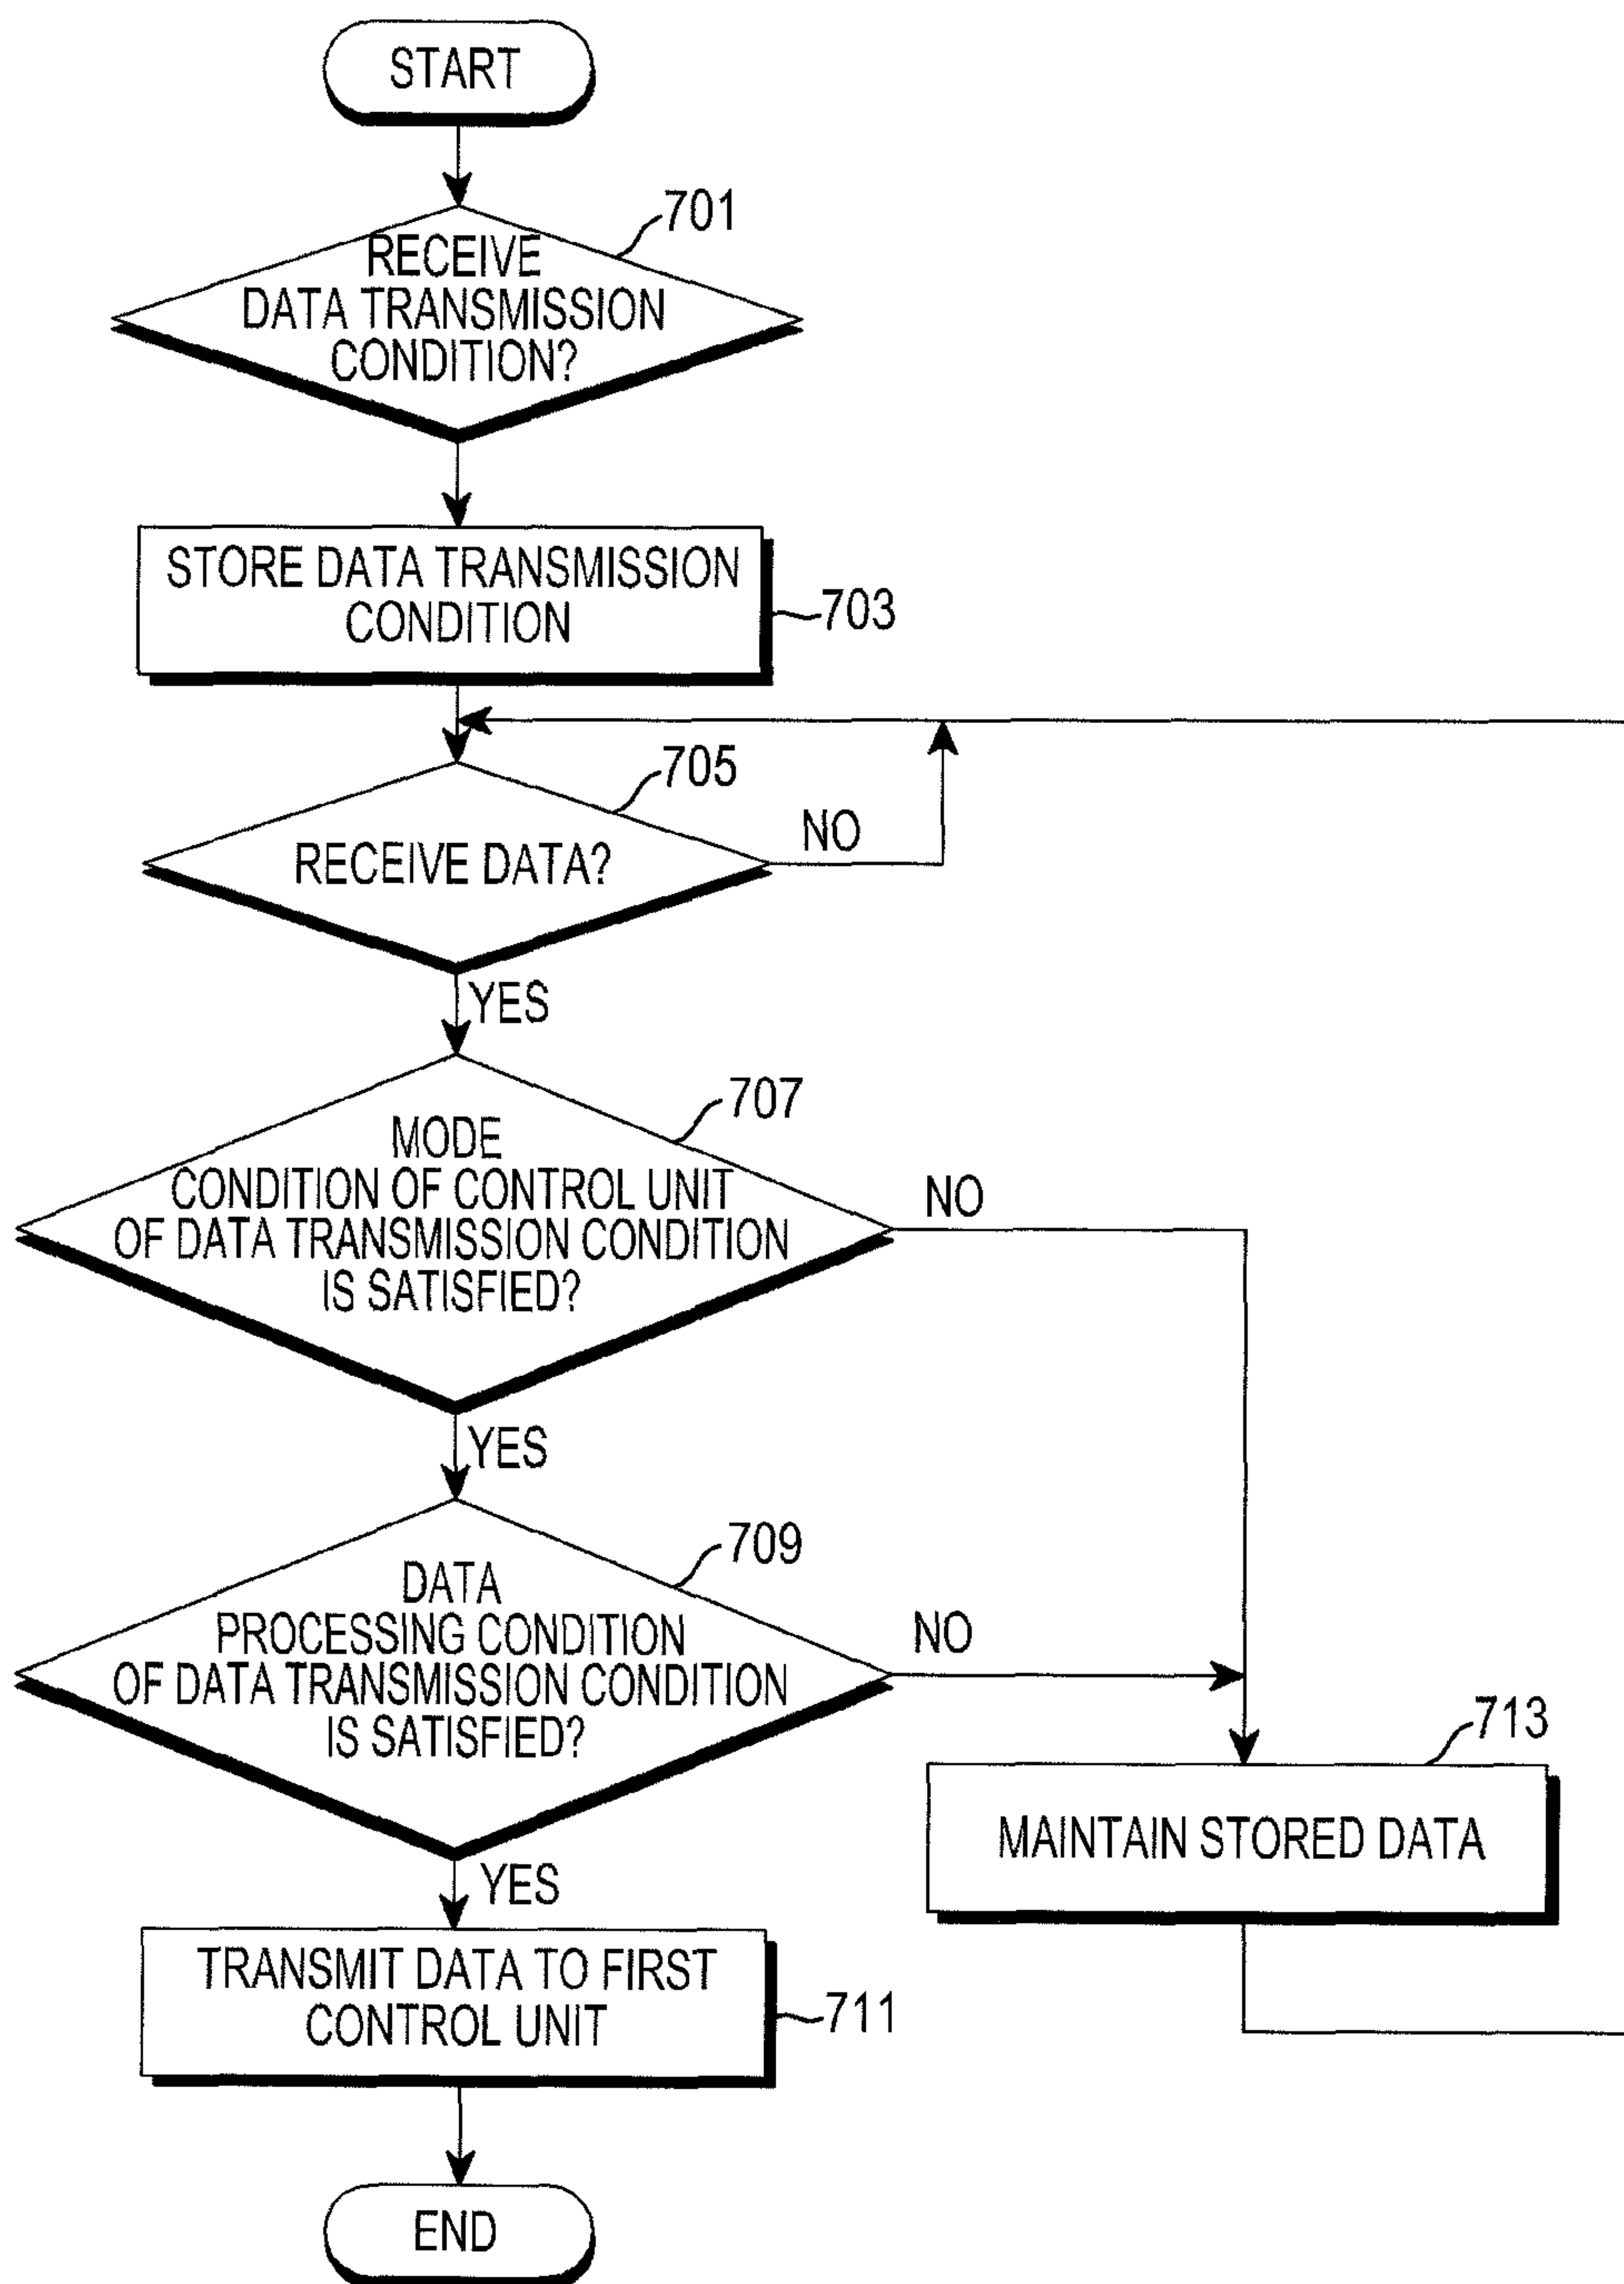 START
701
RECEIVE
DATA TRANSMISSION
CONDITION?
STORE DATA TRANSMISSION
CONDITION
703
705
RECEIVE DATA?
NO
YES
707
MODE
CONDITION OF CONTROL UNIT
OF DATA TRANSMISSION CONDITION
IS SATISFIED?
NO
YES
709
DATA
PROCESSING CONDITION
OF DATA TRANSMISSION CONDITION
IS SATISFIED?
NO
713
MAINTAIN STORED DATA
YES
TRANSMIT DATA TO FIRST
CONTROL UNIT
711
END